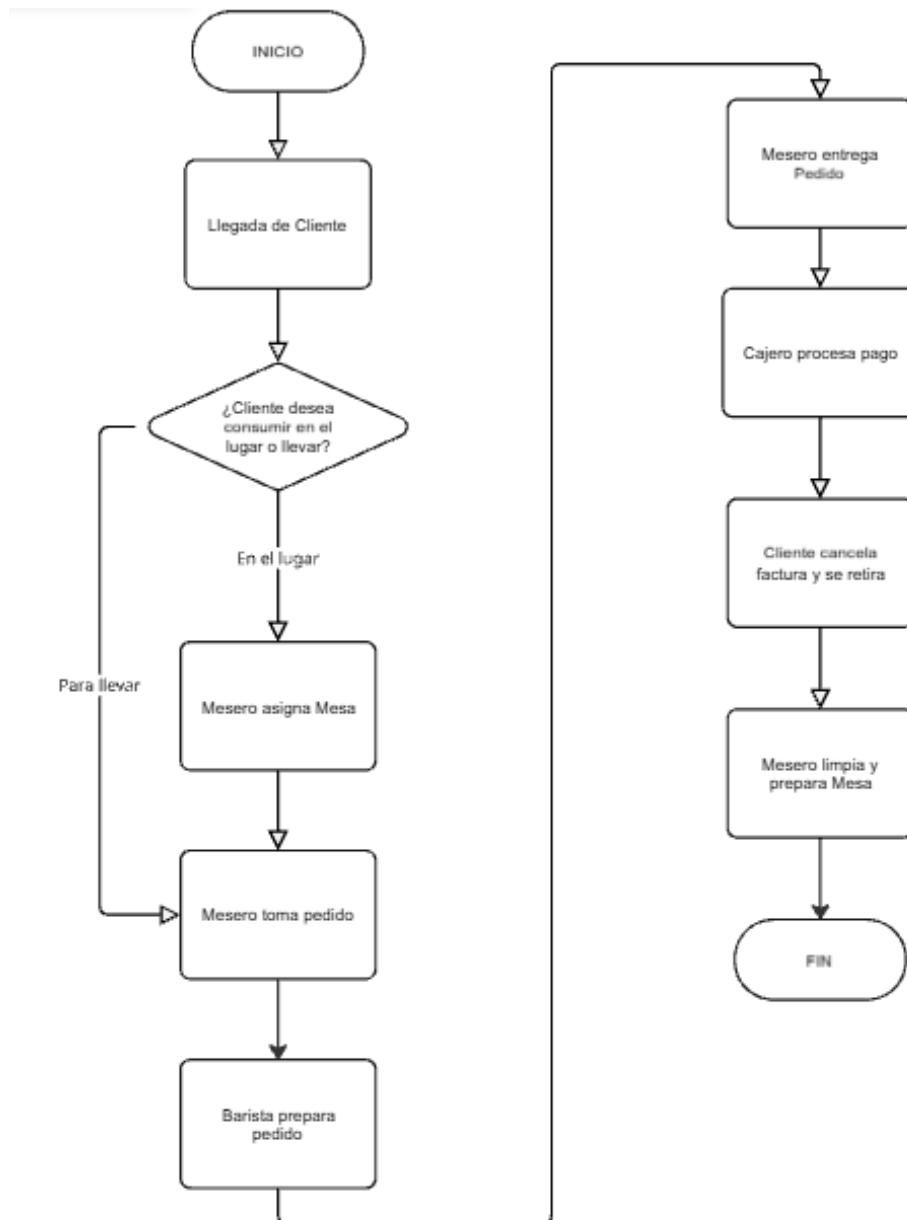 INICIO
Llegada de Cliente
¿Cliente desea
consumir en el
lugar o llevar?
En el lugar
Para llevar
Mesero asigna Mesa
Mesero toma pedido
Barista prepara
pedido
Mesero entrega
Pedido
Cajero procesa pago
Cliente cancela
factura y se retira
Mesero limpia y
prepara Mesa
FIN